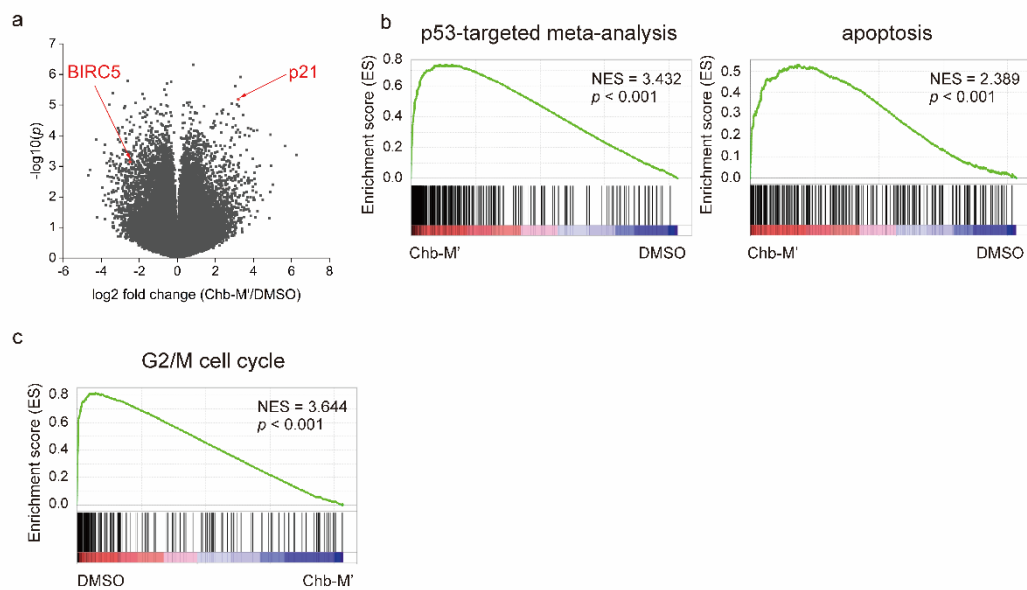 a
7
6
5
4
3
2
1
0
-log10(p)
BIRC5
p21
-6
-4
-2
0
2
4
6
8
log2 fold change (Chb-M'/DMSO)
b
p53-targeted meta-analysis
Enrichment score (ES)
0.8
0.6
0.4
0.2
0.0
NES = 3.432
p < 0.001
Chb-M'
DMSO
apoptosis
Enrichment score (ES)
0.5
0.4
0.3
0.2
0.1
0.0
NES = 2.389
p < 0.001
Chb-M'
DMSO
c
G2/M cell cycle
Enrichment score (ES)
0.8
0.6
0.4
0.2
0.0
NES = 3.644
p < 0.001
DMSO
Chb-M'